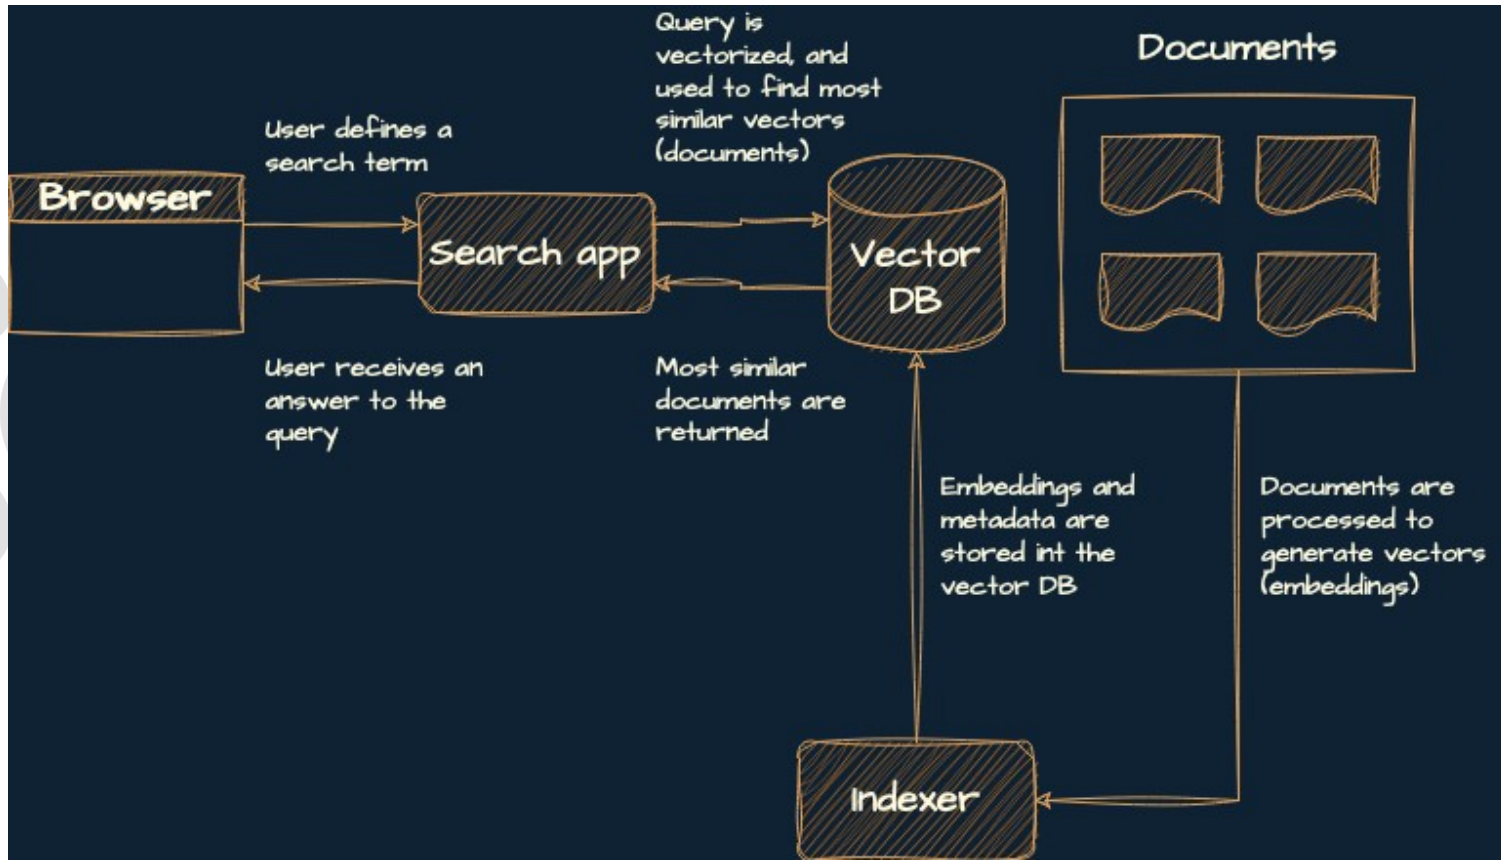 Query is
vectorized, and
used to find most
similar vectors
(documents)
Documents
User defines a
search term
Browser
Search app
Vector
DB
User receives an
answer to the
query
Most similar
documents are
returned
Embeddings and
metadata are
stored int the
vector DB
Documents are
processed to
generate vectors
(embeddings)
Indexer